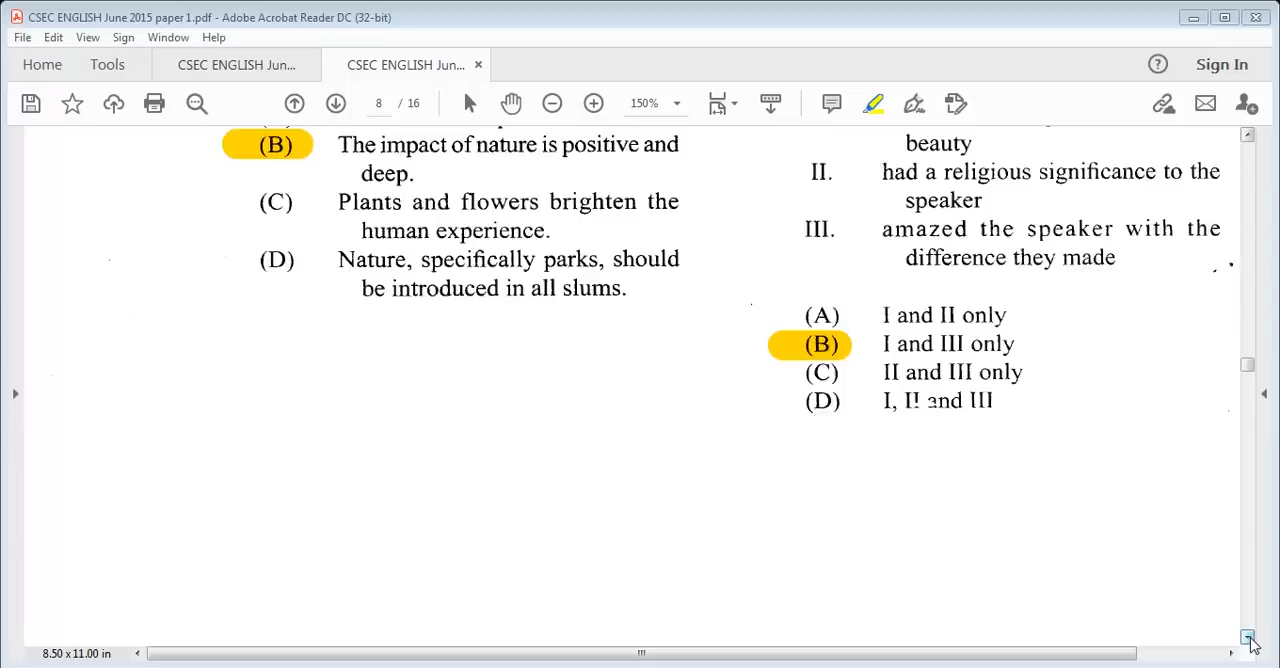 CSEC ENGLISH June 2015 paper 1.pdf - Adobe Acrobat Reader DC (32-bit)
File Edit View Sign Window Help
Home Tools CSEC ENGLISH Jun... CSEC ENGLISH Jun... × Sign In
8 / 16 150%
(B) The impact of nature is positive and
deep.
(C) Plants and flowers brighten the
human experience.
(D) Nature, specifically parks, should
be introduced in all slums.
beauty
II. had a religious significance to the
speaker
III. amazed the speaker with the
difference they made
(A) I and II only
(B) I and III only
(C) II and III only
(D) I, II and III
8.50 x 11.00 in